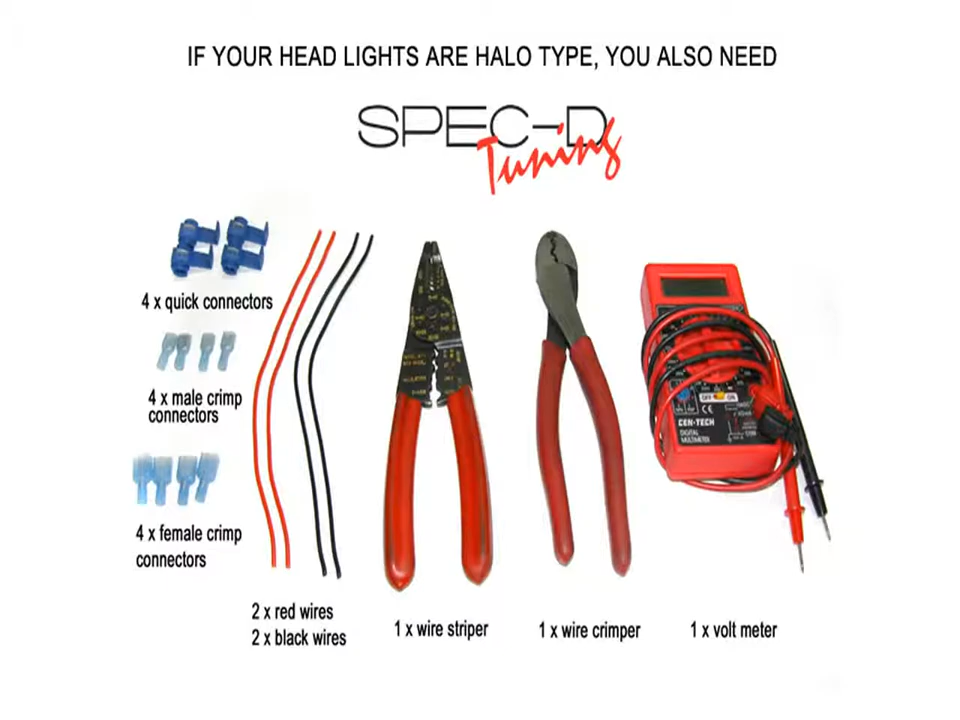 IF YOUR HEAD LIGHTS ARE HALO TYPE, YOU ALSO NEED
SPEC-D
Tuning
4 x quick connectors
4 x male crimp
connectors
4 x female crimp
connectors
2 x red wires
2 x black wires
1 x wire striper
1 x wire crimper
1 x volt meter
OFF
ON
CE
CEN-TECH
DIGITAL
MULTIMETER